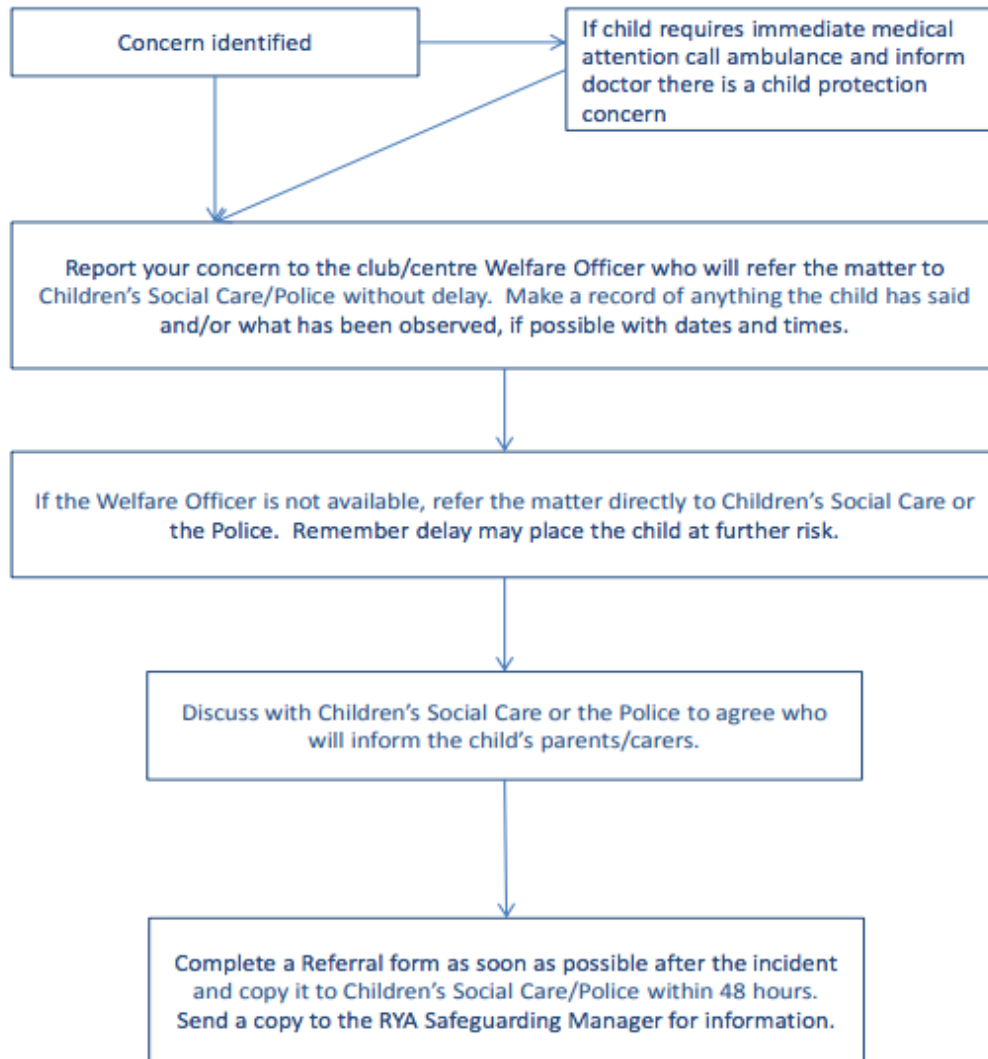 Concern identified
If child requires immediate medical
attention call ambulance and inform
doctor there is a child protection
concern
Report your concern to the club/centre Welfare Officer who will refer the matter to
Children’s Social Care/Police without delay.  Make a record of anything the child has said
and/or what has been observed, if possible with dates and times.
If the Welfare Officer is not available, refer the matter directly to Children’s Social Care or
the Police.  Remember delay may place the child at further risk.
Discuss with Children’s Social Care or the Police to agree who
will inform the child’s parents/carers.
Complete a Referral form as soon as possible after the incident
and copy it to Children’s Social Care/Police within 48 hours.
Send a copy to the RYA Safeguarding Manager for information.